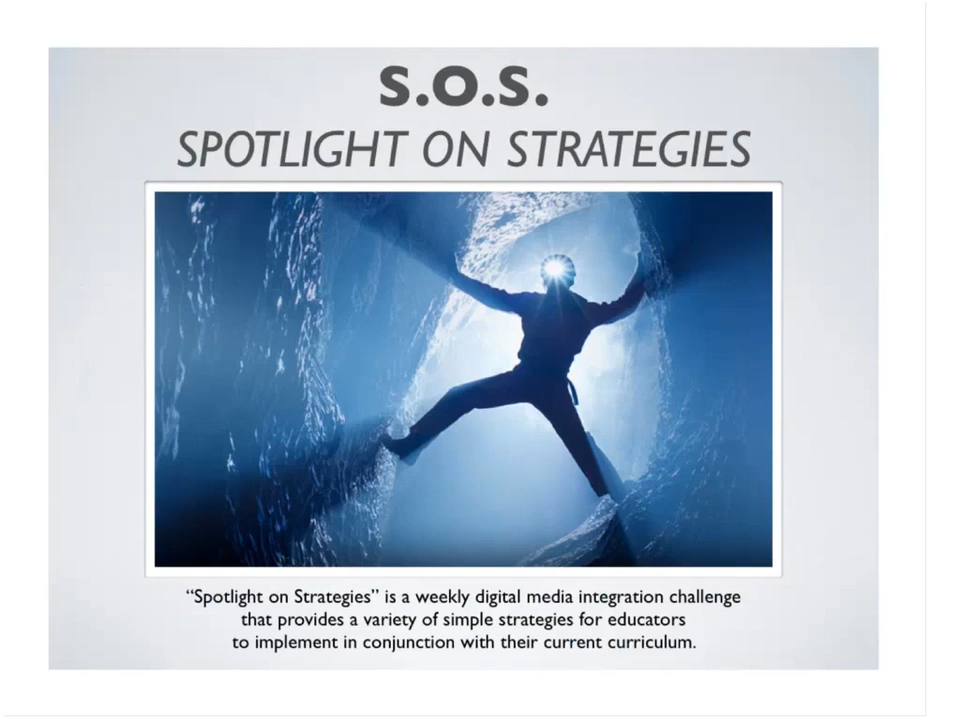 S.O.S.
SPOTLIGHT ON STRATEGIES
“Spotlight on Strategies” is a weekly digital media integration challenge
that provides a variety of simple strategies for educators
to implement in conjunction with their current curriculum.